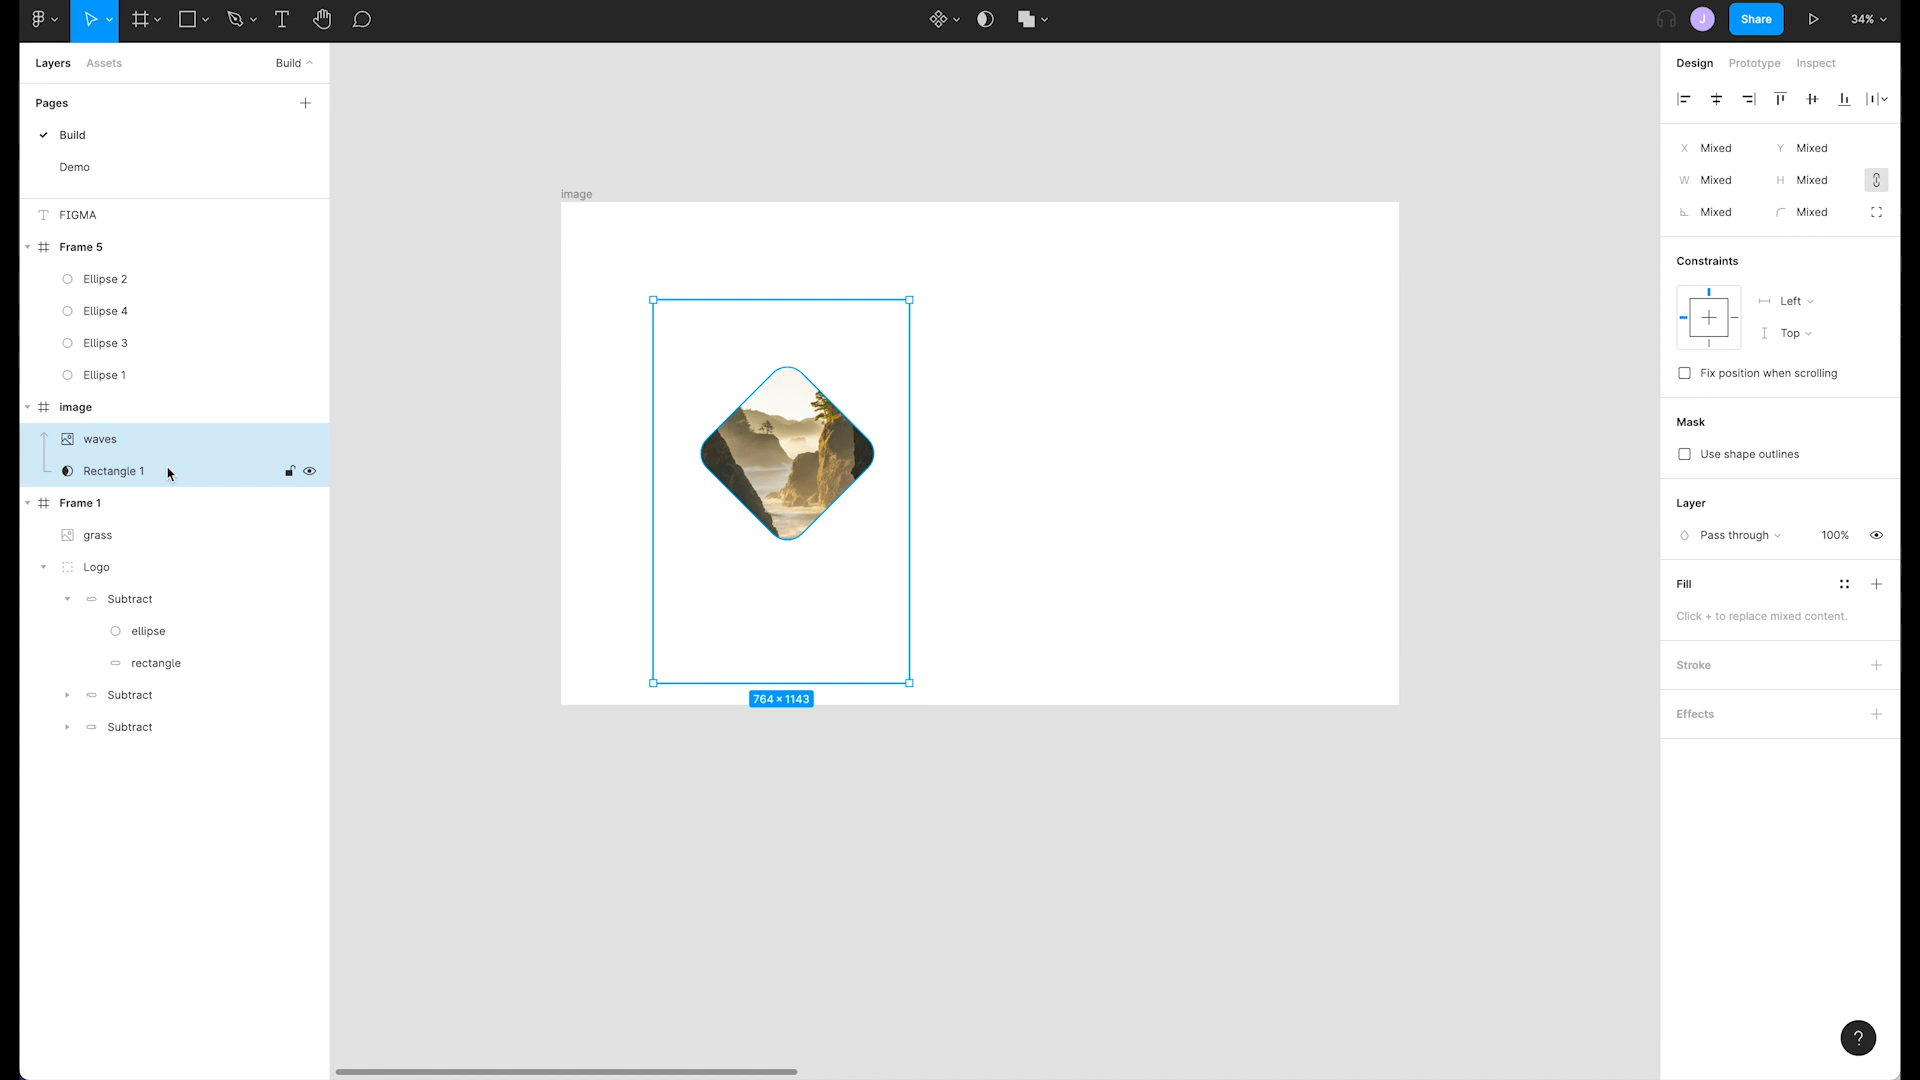 J
Share
34%
Layers
Assets
Build
Pages
Build
Demo
FIGMA
Frame 5
Ellipse 2
Ellipse 4
Ellipse 3
Ellipse 1
image
waves
Rectangle 1
Frame 1
grass
Logo
Subtract
ellipse
rectangle
Subtract
Subtract
image
764 × 1143
Design
Prototype
Inspect
X Mixed
Y Mixed
W Mixed
H Mixed
Mixed
Mixed
Constraints
Left
Top
Fix position when scrolling
Mask
Use shape outlines
Layer
Pass through
100%
Fill
Click + to replace mixed content.
Stroke
Effects
?